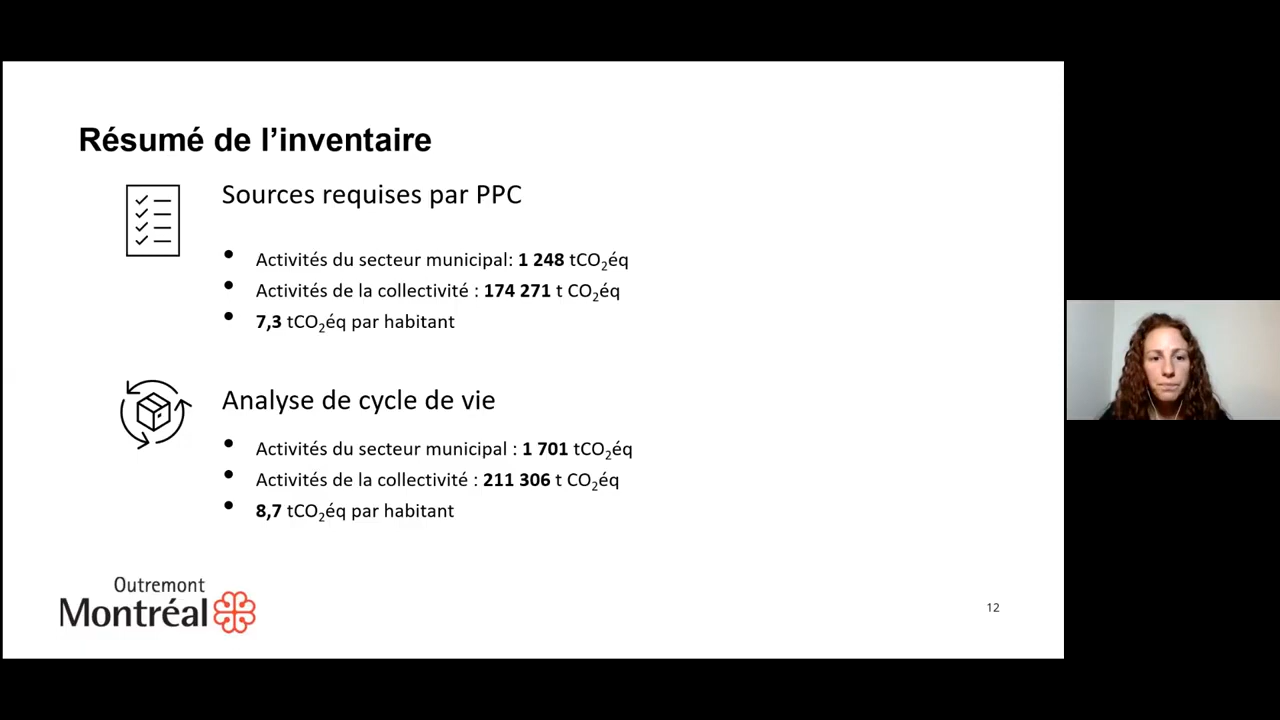 Résumé de l’inventaire
Sources requises par PPC
• Activités du secteur municipal: 1 248 tCO₂éq
• Activités de la collectivité : 174 271 t CO₂éq
• 7,3 tCO₂éq par habitant
Analyse de cycle de vie
• Activités du secteur municipal : 1 701 tCO₂éq
• Activités de la collectivité : 211 306 t CO₂éq
• 8,7 tCO₂éq par habitant
Outremont
Montréal
12